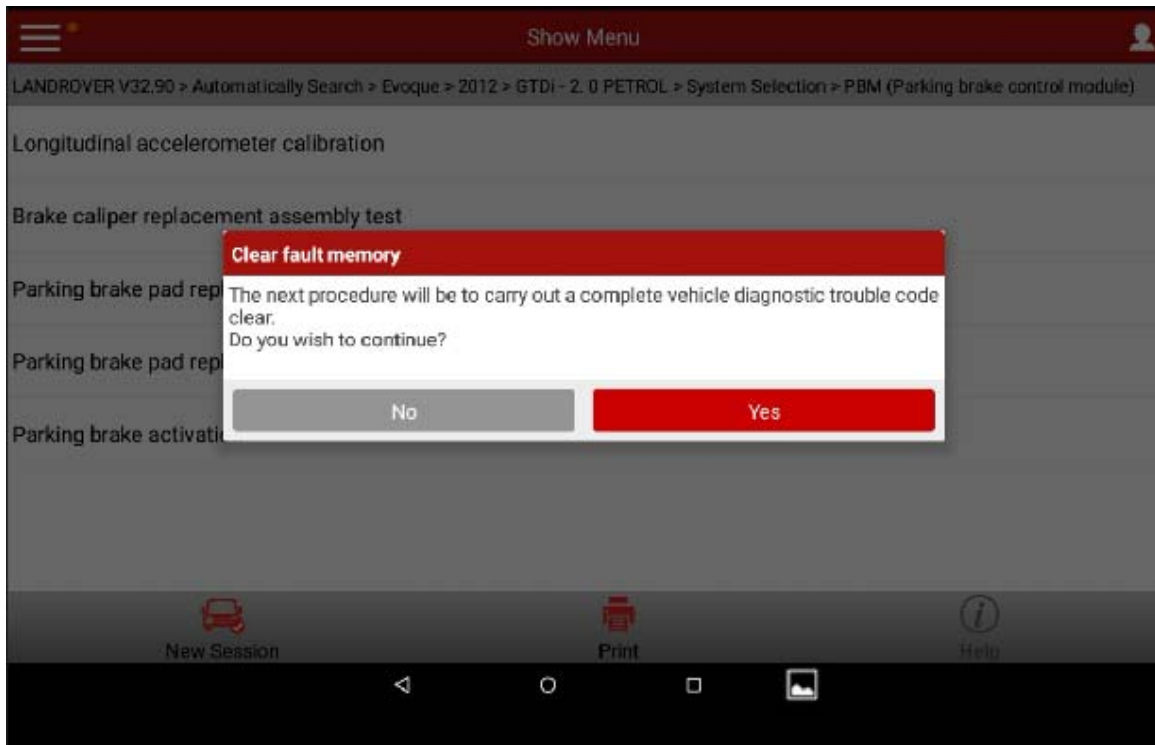 Show Menu
LANDROVER V32.90 > Automatically Search > Evoque > 2012 > GTDi - 2. 0 PETROL > System Selection > PBM (Parking brake control module)
Longitudinal accelerometer calibration
Brake caliper replacement assembly test
Clear fault memory
Parking brake pad repl
The next procedure will be to carry out a complete vehicle diagnostic trouble code
clear.
Do you wish to continue?
Parking brake pad repl
No
Yes
Parking brake activati
New Session
Print
Help